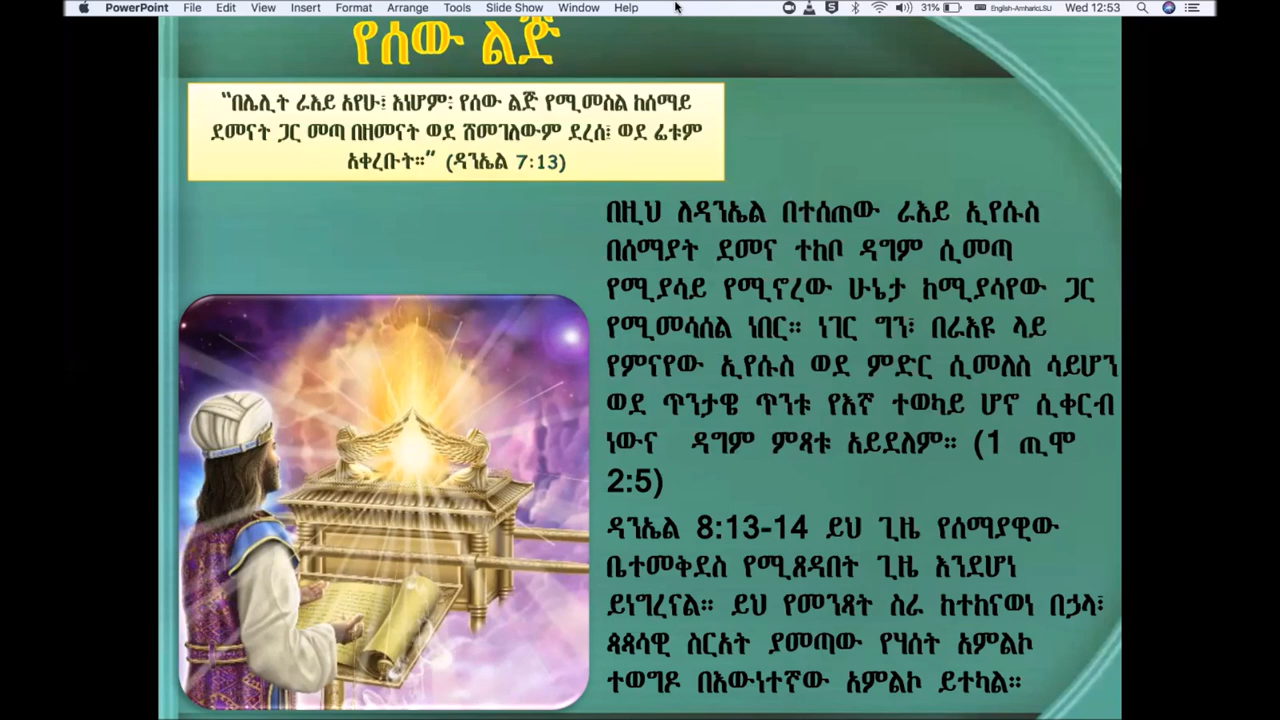 PowerPoint File Edit View Insert Format Arrange Tools Slide Show Window Help 31% English-AmharicLSU Wed 12:53
የሰው ልጅ
“በሌሊት ራእይ አየሁ፤ እነሆም፡ የሰው ልጅ የሚመስል ከሰማይ
ደመናት ጋር መጣ በዘመናት ወደ ሸመገለውም ደረሰ፤ ወደ ፊቱም
አቀረቡት።” (ዳንኤል 7:13)
በዚህ ለዳንኤል በተሰጠው ራእይ ኢየሱስ
በሰማያት ደመና ተከቦ ዳግም ሲመጣ
የሚያሳይ የሚኖረው ሁኔታ ከሚያሳየው ጋር
የሚመሳሰል ነበር። ነገር ግን፤ በራእዩ ላይ
የምናየው ኢየሱስ ወደ ምድር ሲመለስ ሳይሆን
ወደ ጥንታዌ ጥንቱ የእኛ ተወካይ ሆኖ ሲቀርብ
ነውና ዳግም ምጻቱ አይደለም። (1 ጢሞ
2:5)
ዳንኤል 8:13-14 ይህ ጊዜ የሰማያዊው
ቤተመቅደስ የሚጸዳበት ጊዜ እንደሆነ
ይነግረናል። ይህ የመንጻት ስራ ከተከናወነ በኃላ፤
ጳጳሳዊ ስርአት ያመጣው የሃሰት አምልኮ
ተወግዶ በእውነተኛው አምልኮ ይተካል።